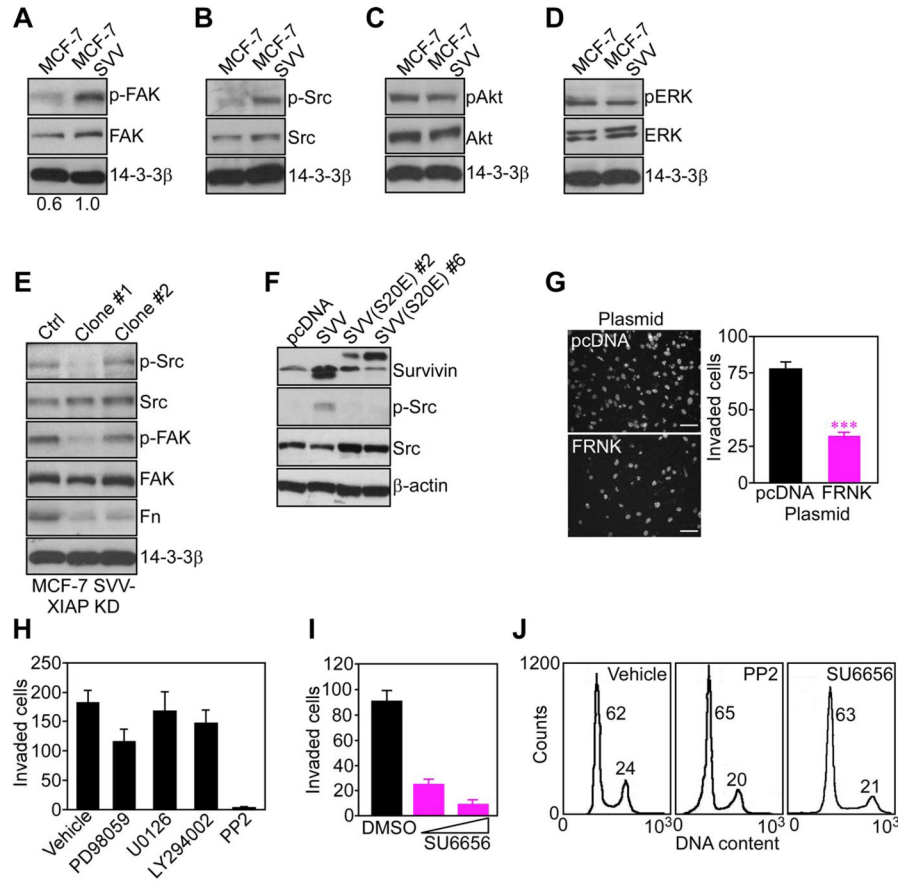 A
MCF-7
MCF-7
SVV
p-FAK
FAK
14-3-3β
0.6 1.0
B
MCF-7
MCF-7
SVV
p-Src
Src
14-3-3β
C
MCF-7
MCF-7
SVV
pAkt
Akt
14-3-3β
D
MCF-7
MCF-7
SVV
pERK
ERK
14-3-3β
E
Ctrl
Clone #1
Clone #2
p-Src
Src
p-FAK
FAK
Fn
14-3-3β
MCF-7 SVV-
XIAP KD
F
pcDNA
SVV
SVV(S20E) #2
SVV(S20E) #6
Survivin
p-Src
Src
β-actin
G
Plasmid
pcDNA
FRNK
Invaded cells
100
75
50
25
0
***
pcDNA FRNK
Plasmid
H
Invaded cells
250
200
150
100
50
0
Vehicle
PD98059
U0126
LY294002
PP2
I
Invaded cells
120
100
80
60
40
20
0
DMSO
SU6656
J
Counts
1200
0
Vehicle
62
24
0 10³
PP2
65
20
0 10³
SU6656
63
21
0 10³
DNA content